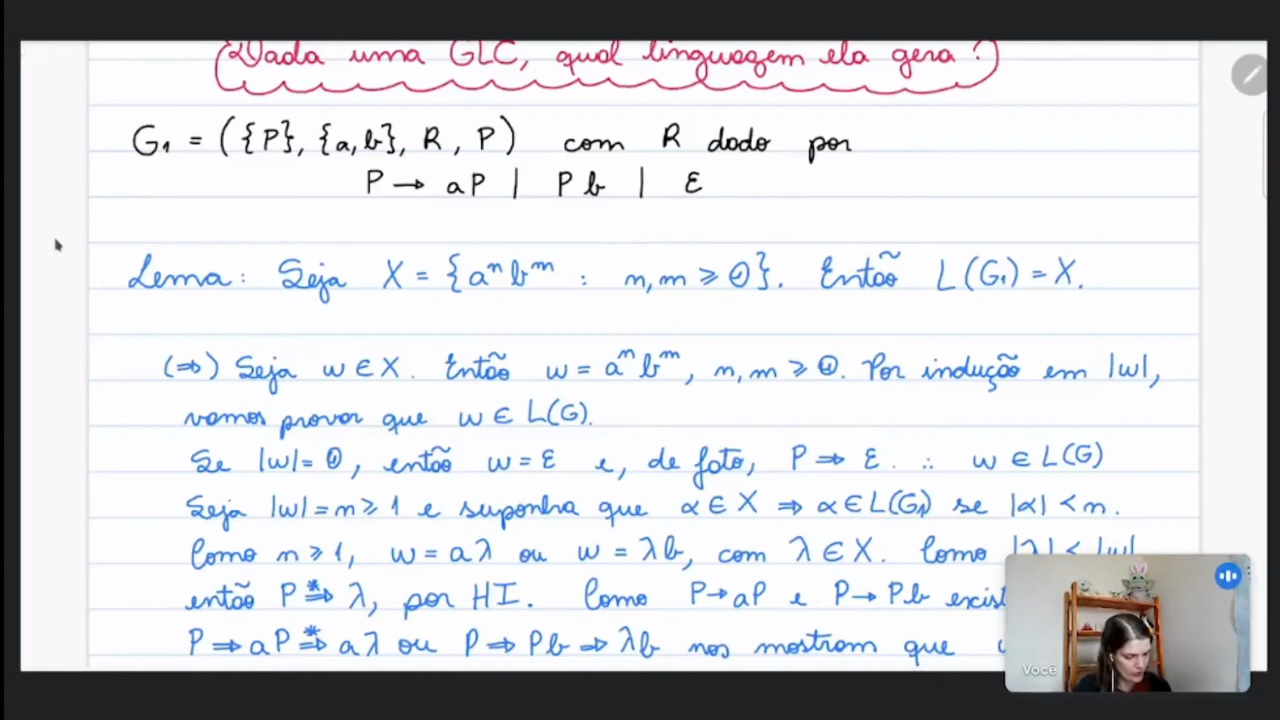 Dada uma GLC, qual linguagem ela gera?
G₁ = ({P}, {a,b}, R, P) com R dado por
P → aP | Pb | ε
Lema: Seja X = {aⁿbᵐ : n,m ≥ 0}. Então L(G₁) = X.
(⇒) Seja w ∈ X. Então w = aⁿbᵐ, n,m ≥ 0. Por indução em |w|,
vamos provar que w ∈ L(G).
Se |w| = 0, então w = ε e, de fato, P ⇒ ε. ∴ w ∈ L(G)
Seja |w| = n ≥ 1 e suponha que α ∈ X ⇒ α ∈ L(G₁) se |α| < n.
Como n ≥ 1, w = aλ ou w = λb, com λ ∈ X. Como |λ| < |w|
então P ⇒* λ, por HI. Como P → aP e P → Pb
P ⇒ aP ⇒* aλ ou P ⇒ Pb ⇒ λb nos mostram que
Você